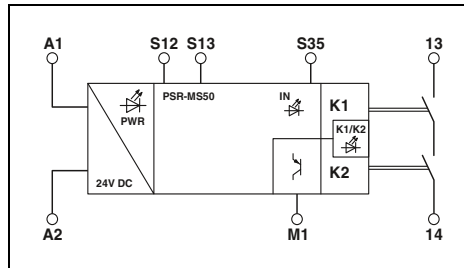 A1 S12 S13 S35 13
PSR-MS50 IN K1
PWR K1/K2
24V DC K2
A2 M1 14